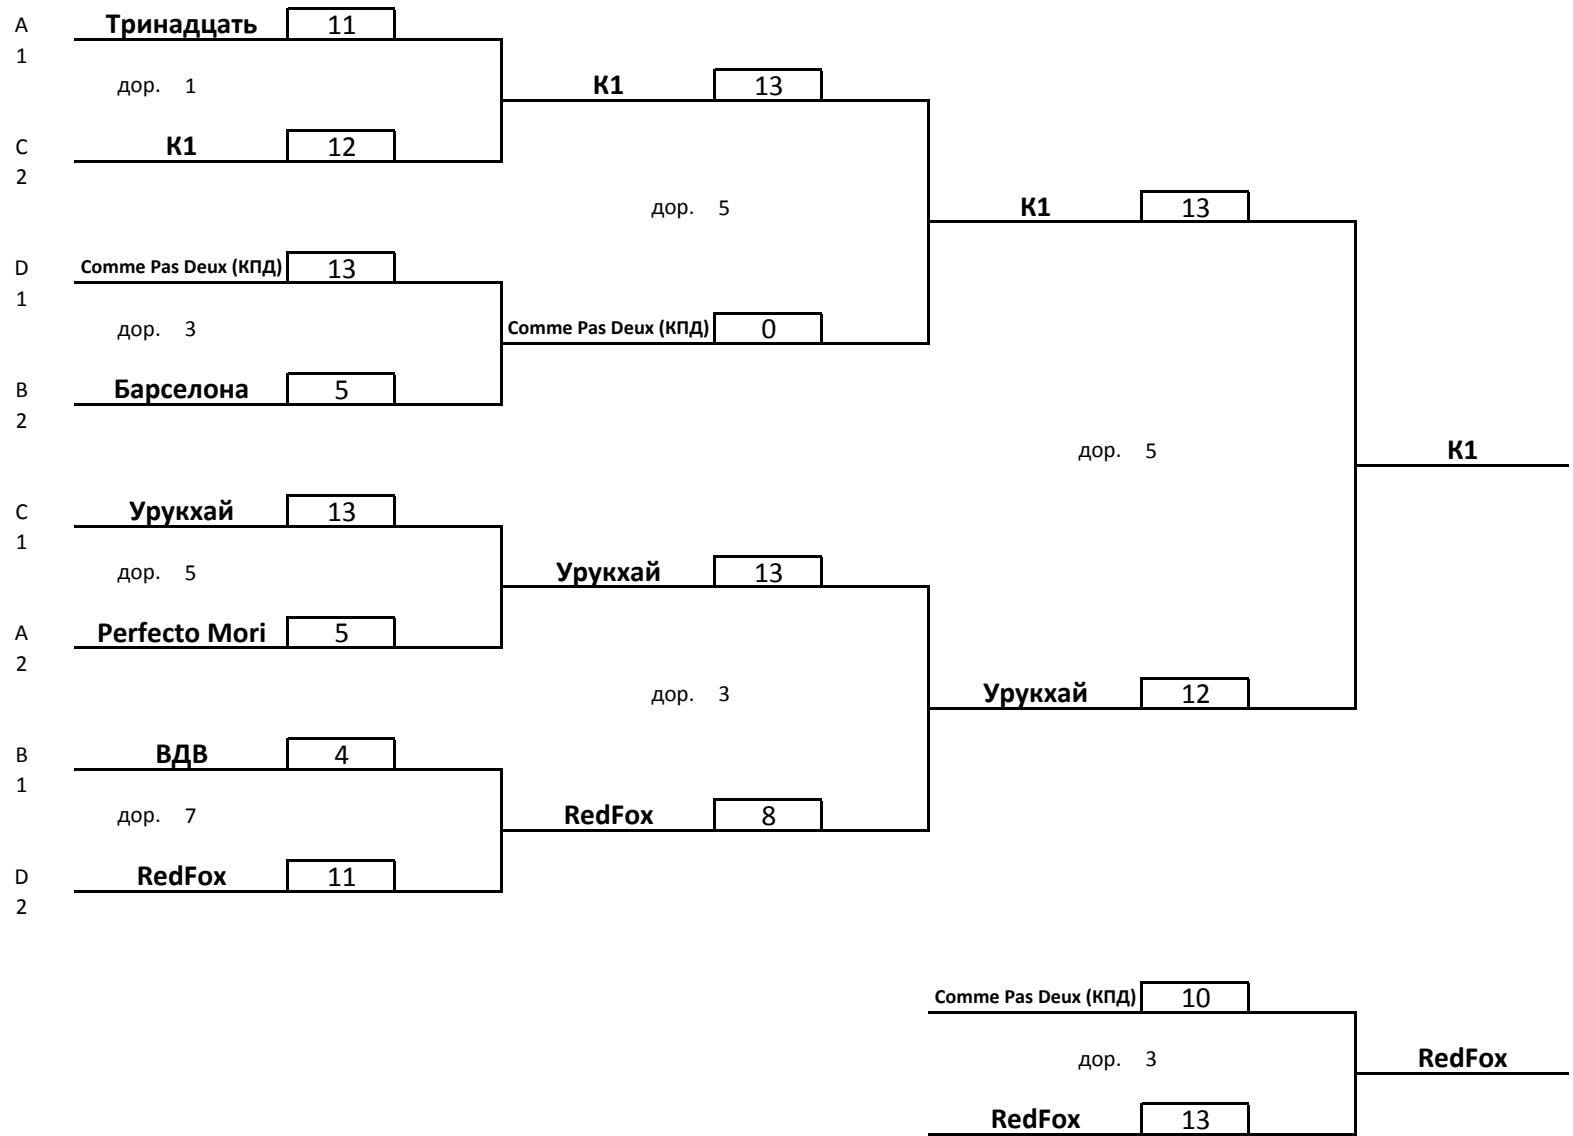 A Тринадцать 11
1
дор. 1 К1 13
C К1 12
2
дор. 5 К1 13
D Comme Pas Deux (КПД) 13
1
дор. 3 Comme Pas Deux (КПД) 0
B Барселона 5
2
дор. 5 К1
C Урукхай 13
1
дор. 5 Урукхай 13
A Perfecto Mori 5
2
дор. 3 Урукхай 12
B ВДВ 4
1
дор. 7 RedFox 8
D RedFox 11
2
Comme Pas Deux (КПД) 10
дор. 3 RedFox
RedFox 13